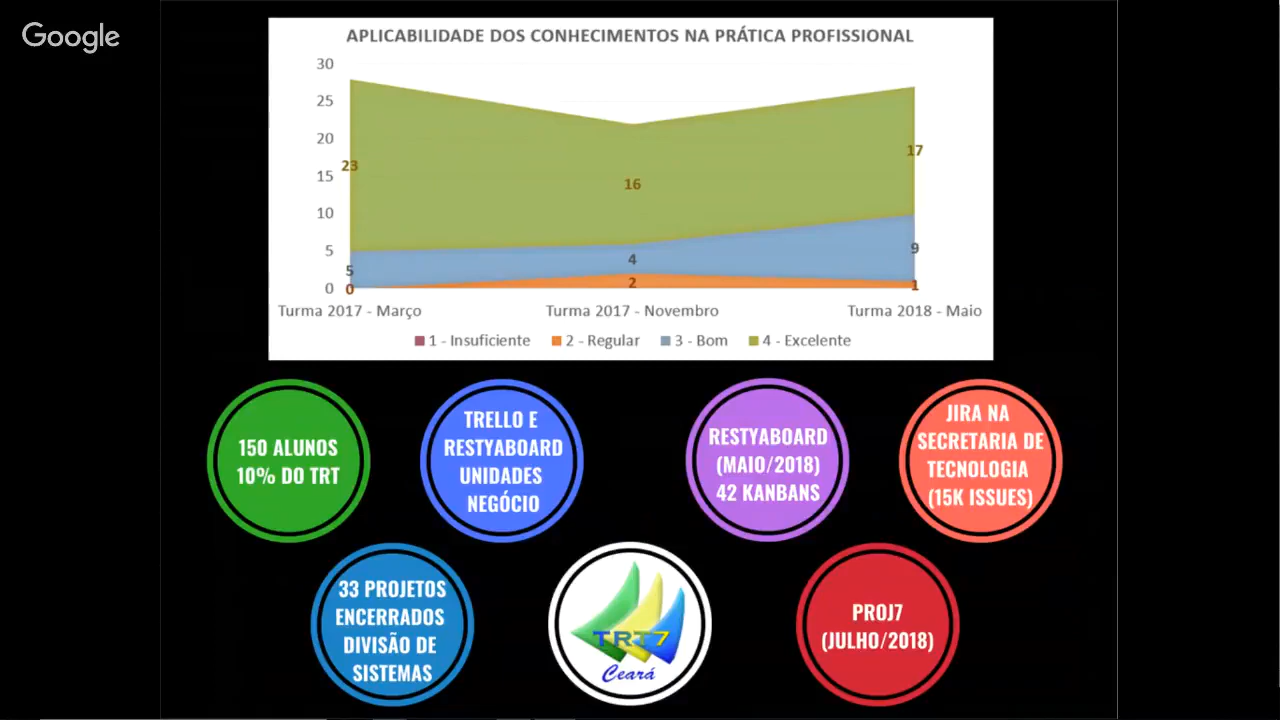 Google
APLICABILIDADE DOS CONHECIMENTOS NA PRÁTICA PROFISSIONAL
30
25
20
15
10
5
0
23
5
0
16
4
2
17
9
1
Turma 2017 - Março
Turma 2017 - Novembro
Turma 2018 - Maio
1 - Insuficiente
2 - Regular
3 - Bom
4 - Excelente
150 ALUNOS
10% DO TRT
TRELLO E
RESTYABOARD
UNIDADES
NEGÓCIO
RESTYABOARD
(MAIO/2018)
42 KANBANS
JIRA NA
SECRETARIA DE
TECNOLOGIA
(15K ISSUES)
33 PROJETOS
ENCERRADOS
DIVISÃO DE
SISTEMAS
TRT7
Ceará
PROJ7
(JULHO/2018)